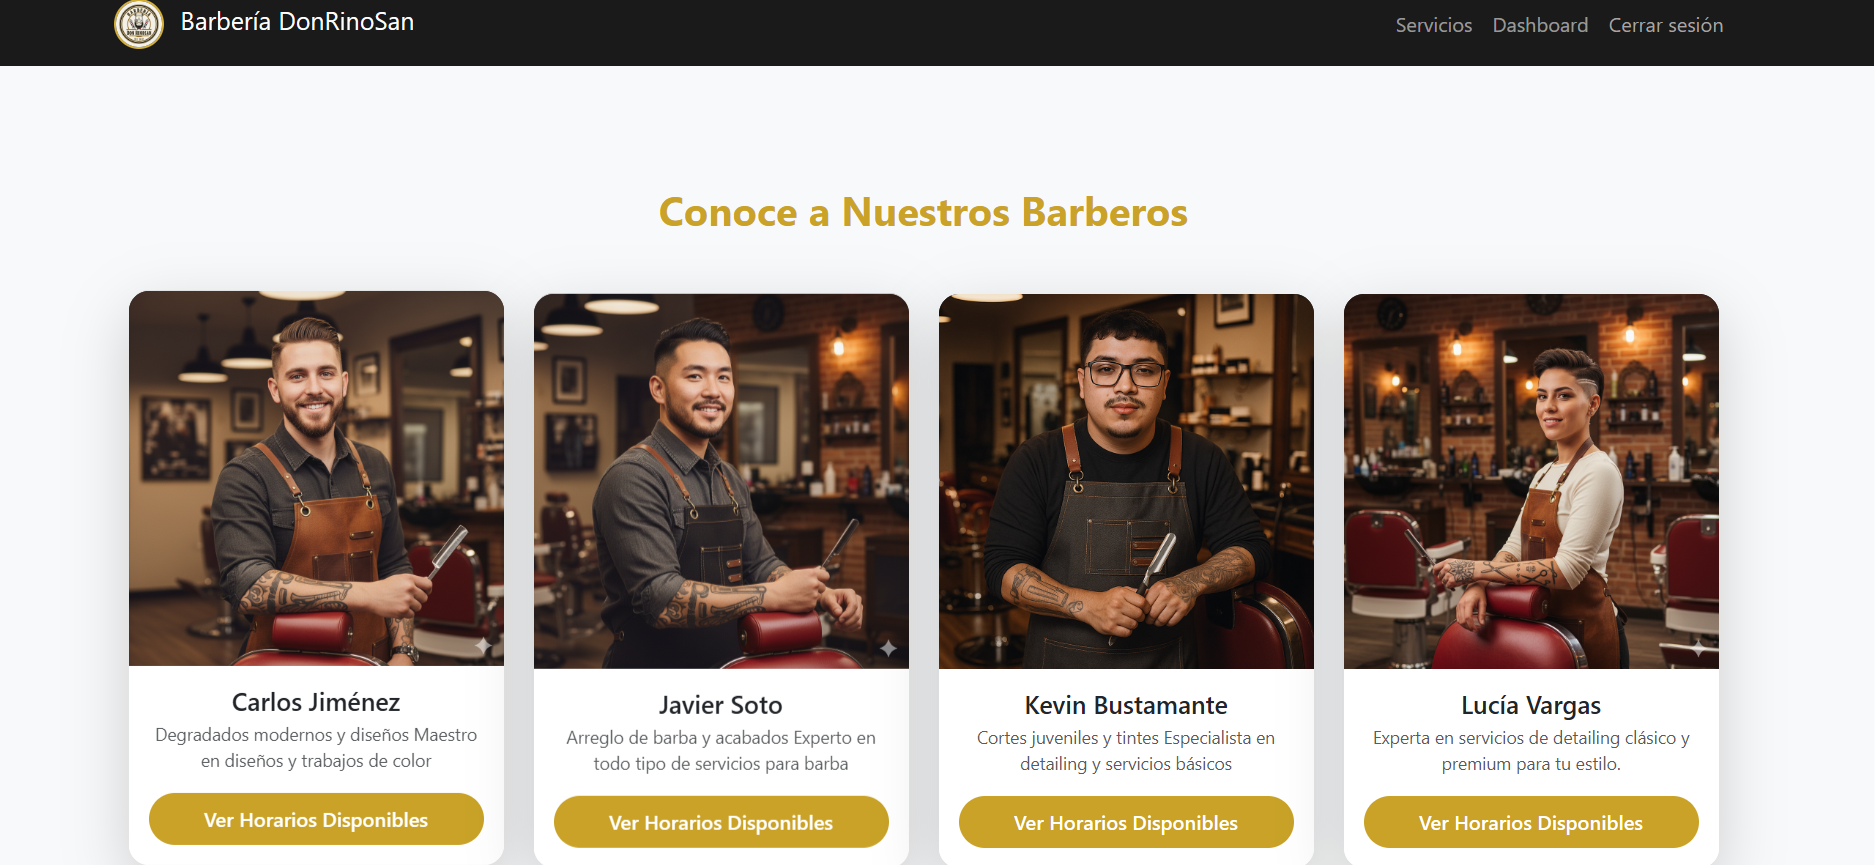 Barbería DonRinoSan
Servicios Dashboard Cerrar sesión
Conoce a Nuestros Barberos
Carlos Jiménez
Degradados modernos y diseños Maestro
en diseños y trabajos de color
Ver Horarios Disponibles
Javier Soto
Arreglo de barba y acabados Experto en
todo tipo de servicios para barba
Ver Horarios Disponibles
Kevin Bustamante
Cortes juveniles y tintes Especialista en
detailing y servicios básicos
Ver Horarios Disponibles
Lucía Vargas
Experta en servicios de detailing clásico y
premium para tu estilo.
Ver Horarios Disponibles